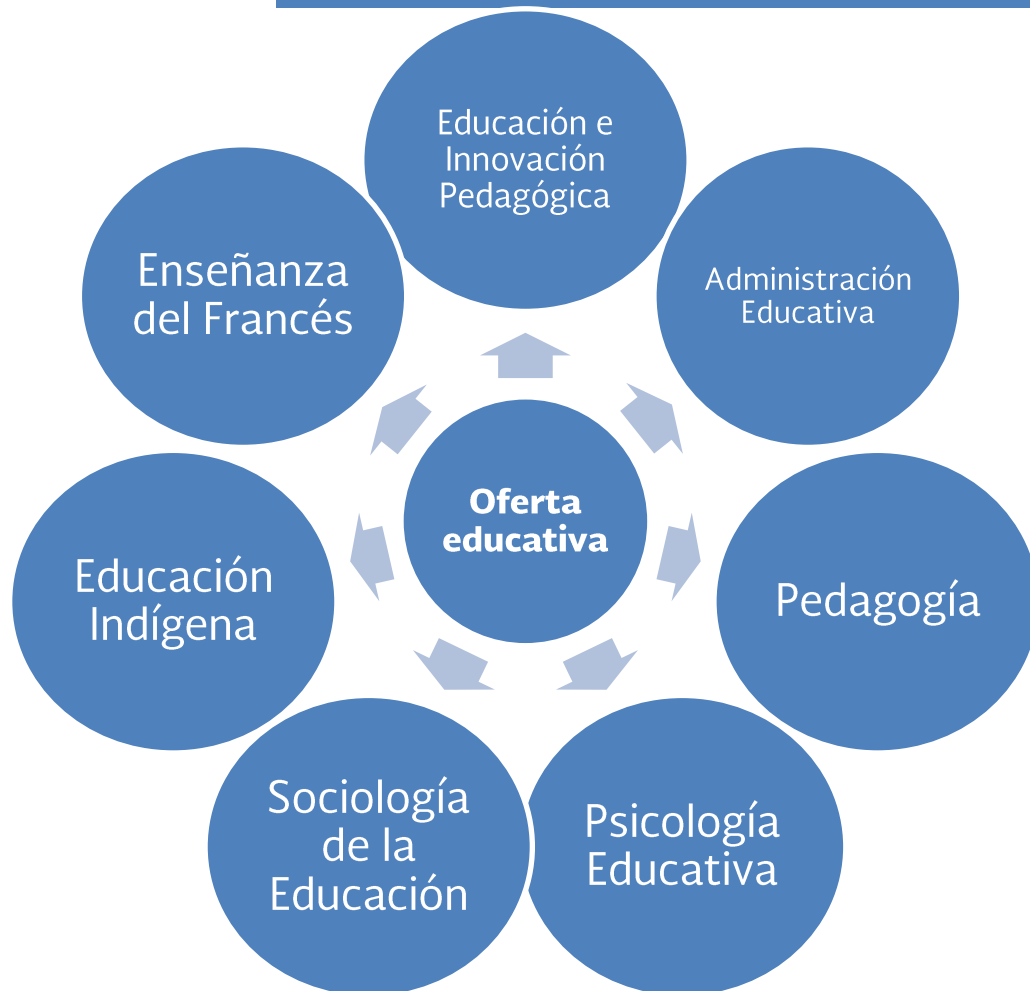 Educación e
Innovación
Pedagógica
Administración
Educativa
Pedagogía
Psicología
Educativa
Sociología
de la
Educación
Educación
Indígena
Enseñanza
del Francés
Oferta
educativa